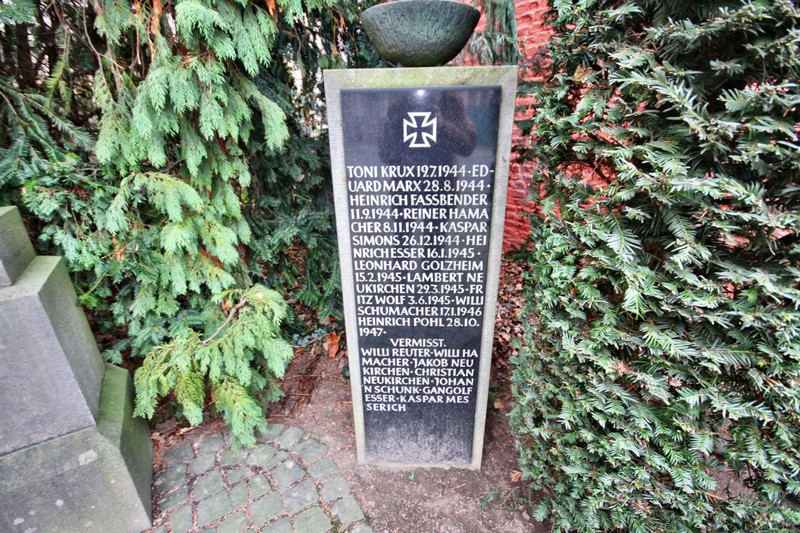 TONI KRUX 19.7.1944·ED
UARD MARX 28.8.1944·
HEINRICH FASSBENDER
11.9.1944·REINER HAMA
CHER 8.11.1944·KASPAR
SIMONS 26.12.1944·HEI
NRICH ESSER 16.1.1945·
LEONHARD GOLZHEIM
15.2.1945·LAMBERT NE
UKIRCHEN 29.3.1945·FR
ITZ WOLF 3.6.1945·WILLI
SCHUMACHER 17.1.1946
HEINRICH POHL 28.10.
1947·
VERMISST.
WILLI REUTER·WILLI HA
MACHER·JAKOB NEU
KIRCHEN·CHRISTIAN
NEUKIRCHEN·JOHAN
N SCHUNK·GANGOLF
ESSER·KASPAR MES
SERICH